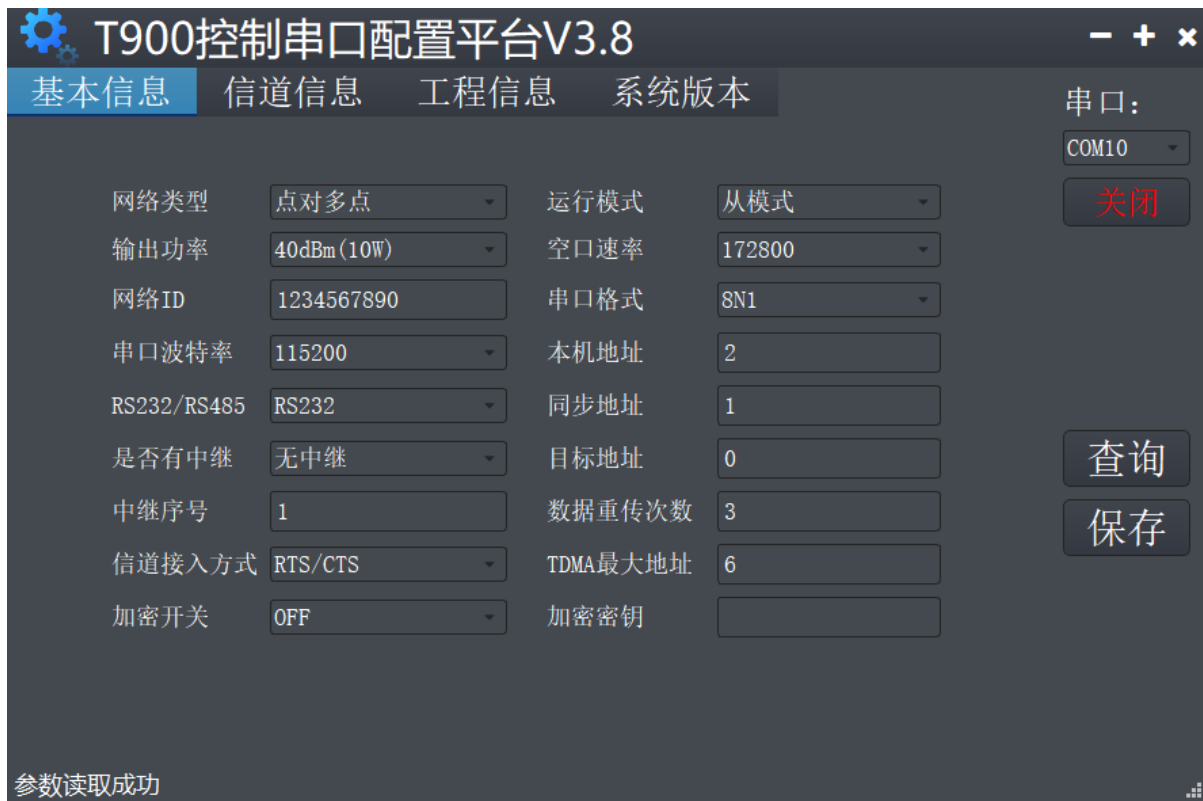 T900控制串口配置平台V3.8
基本信息 信道信息 工程信息 系统版本
串口:
COM10
关闭
网络类型 点对多点 运行模式 从模式
输出功率 40dBm(10W) 空口速率 172800
网络ID 1234567890 串口格式 8N1
串口波特率 115200 本机地址 2
RS232/RS485 RS232 同步地址 1
是否有中继 无中继 目标地址 0
查询
中继序号 1 数据重传次数 3
保存
信道接入方式 RTS/CTS TDMA最大地址 6
加密开关 OFF 加密密钥
参数读取成功